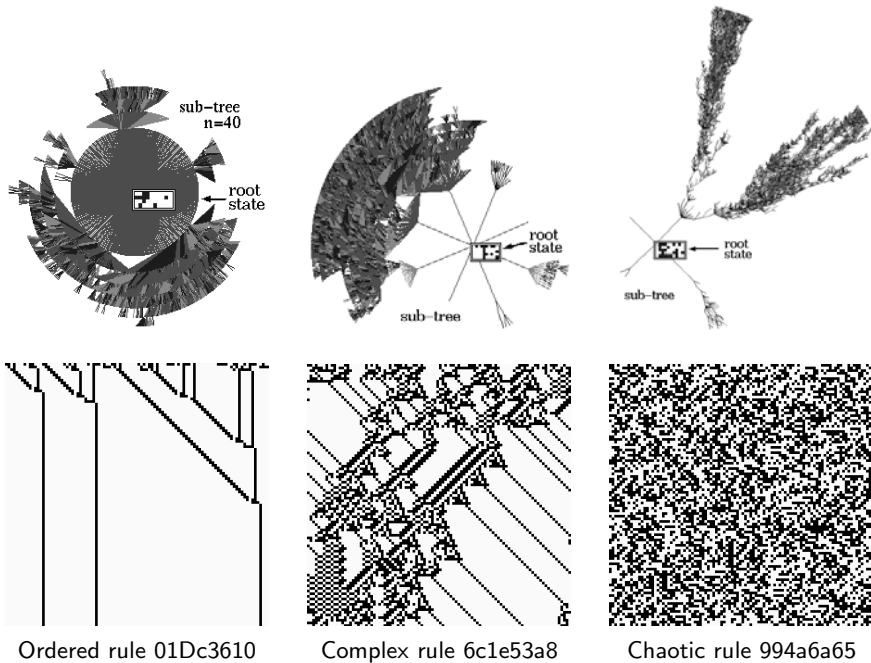 sub-tree
n=40
root
state
root
state
sub-tree
root
state
sub-tree
Ordered rule 01Dc3610
Complex rule 6c1e53a8
Chaotic rule 994a6a65